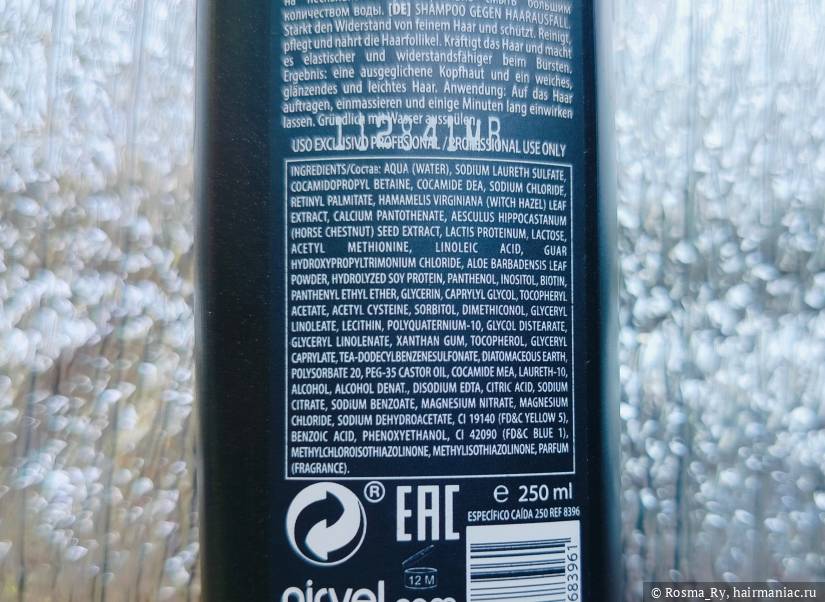 количеством воды. [DE] SHAMPOO GEGEN HAARAUSFALL.
Stärkt den Widerstand von feinem Haar und schützt. Reinigt,
pflegt und nährt die Haarfollikel. Kräftigt das Haar und macht
es elastischer und widerstandsfähiger beim Bürsten.
Ergebnis: eine ausgeglichene Kopfhaut und ein weiches,
glänzendes und leichtes Haar. Anwendung: Auf das Haar
auftragen, einmassieren und einige Minuten lang einwirken
lassen. Gründlich mit Wasser ausspülen.
112841MR
USO EXCLUSIVO PROFESIONAL / PROFESSIONAL USE ONLY
INGREDIENTS/Состав: AQUA (WATER), SODIUM LAURETH SULFATE,
COCAMIDOPROPYL BETAINE, COCAMIDE DEA, SODIUM CHLORIDE,
RETINYL PALMITATE, HAMAMELIS VIRGINIANA (WITCH HAZEL) LEAF
EXTRACT, CALCIUM PANTOTHENATE, AESCULUS HIPPOCASTANUM
(HORSE CHESTNUT) SEED EXTRACT, LACTIS PROTEINUM, LACTOSE,
ACETYL METHIONINE, LINOLEIC ACID, GUAR
HYDROXYPROPYLTRIMONIUM CHLORIDE, ALOE BARBADENSIS LEAF
POWDER, HYDROLYZED SOY PROTEIN, PANTHENOL, INOSITOL, BIOTIN,
PANTHENYL ETHYL ETHER, GLYCERIN, CAPRYLYL GLYCOL, TOCOPHERYL
ACETATE, ACETYL CYSTEINE, SORBITOL, DIMETHICONOL, GLYCERYL
LINOLEATE, LECITHIN, POLYQUATERNIUM-10, GLYCOL DISTEARATE,
GLYCERYL LINOLENATE, XANTHAN GUM, TOCOPHEROL, GLYCERYL
CAPRYLATE, TEA-DODECYLBENZENESULFONATE, DIATOMACEOUS EARTH,
POLYSORBATE 20, PEG-35 CASTOR OIL, COCAMIDE MEA, LAURETH-10,
ALCOHOL, ALCOHOL DENAT., DISODIUM EDTA, CITRIC ACID, SODIUM
CITRATE, SODIUM BENZOATE, MAGNESIUM NITRATE, MAGNESIUM
CHLORIDE, SODIUM DEHYDROACETATE, CI 19140 (FD&C YELLOW 5),
BENZOIC ACID, PHENOXYETHANOL, CI 42090 (FD&C BLUE 1),
METHYLCHLOROISOTHIAZOLINONE, METHYLISOTHIAZOLINONE, PARFUM
(FRAGRANCE).
® EAC e 250 ml
ESPECÍFICO CAÍDA 250 REF 8396
12 M
683961
nirvel.com
© Rosma_Ry, hairmaniac.ru